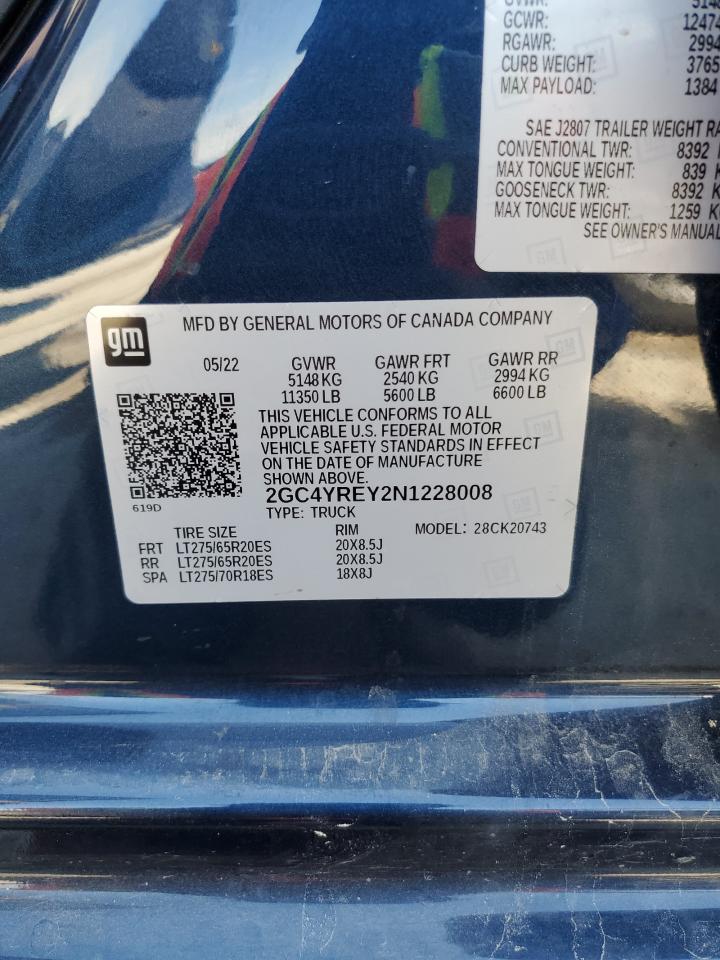 GCWR: 12474
RGAWR: 2994
CURB WEIGHT: 3765
MAX PAYLOAD: 1384
SAE J2807 TRAILER WEIGHT
CONVENTIONAL TWR: 8392
MAX TONGUE WEIGHT: 839
GOOSENECK TWR: 8392
MAX TONGUE WEIGHT: 1259
SEE OWNER'S MANUAL
gm
MFD BY GENERAL MOTORS OF CANADA COMPANY
05/22 GVWR GAWR FRT GAWR RR
5148 KG 2540 KG 2994 KG
11350 LB 5600 LB 6600 LB
THIS VEHICLE CONFORMS TO ALL
APPLICABLE U.S. FEDERAL MOTOR
VEHICLE SAFETY STANDARDS IN EFFECT
ON THE DATE OF MANUFACTURE
SHOWN ABOVE.
2GC4YREY2N1228008
619D
TYPE: TRUCK
TIRE SIZE RIM MODEL: 28CK20743
FRT LT275/65R20ES 20X8.5J
RR LT275/65R20ES 20X8.5J
SPA LT275/70R18ES 18X8J